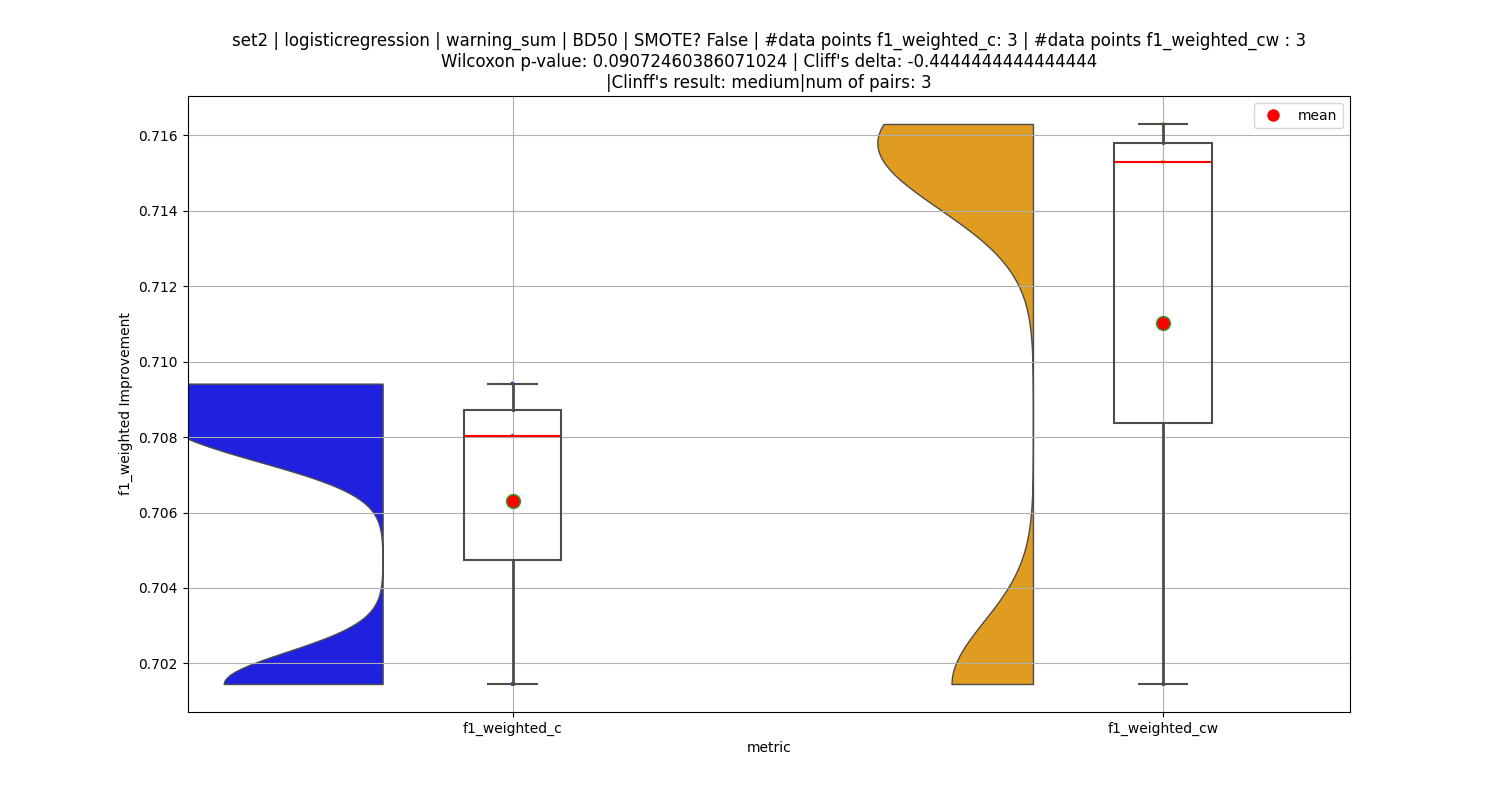 set2 | logisticregression | warning_sum | BD50 | SMOTE? False | #data points f1_weighted_c: 3 | #data points f1_weighted_cw : 3
Wilcoxon p-value: 0.09072460386071024 | Cliff's delta: -0.4444444444444444
|Clinff's result: medium|num of pairs: 3
mean
0.716
0.714
0.712
0.710
0.708
0.706
0.704
0.702
f1_weighted Improvement
f1_weighted_c
f1_weighted_cw
metric